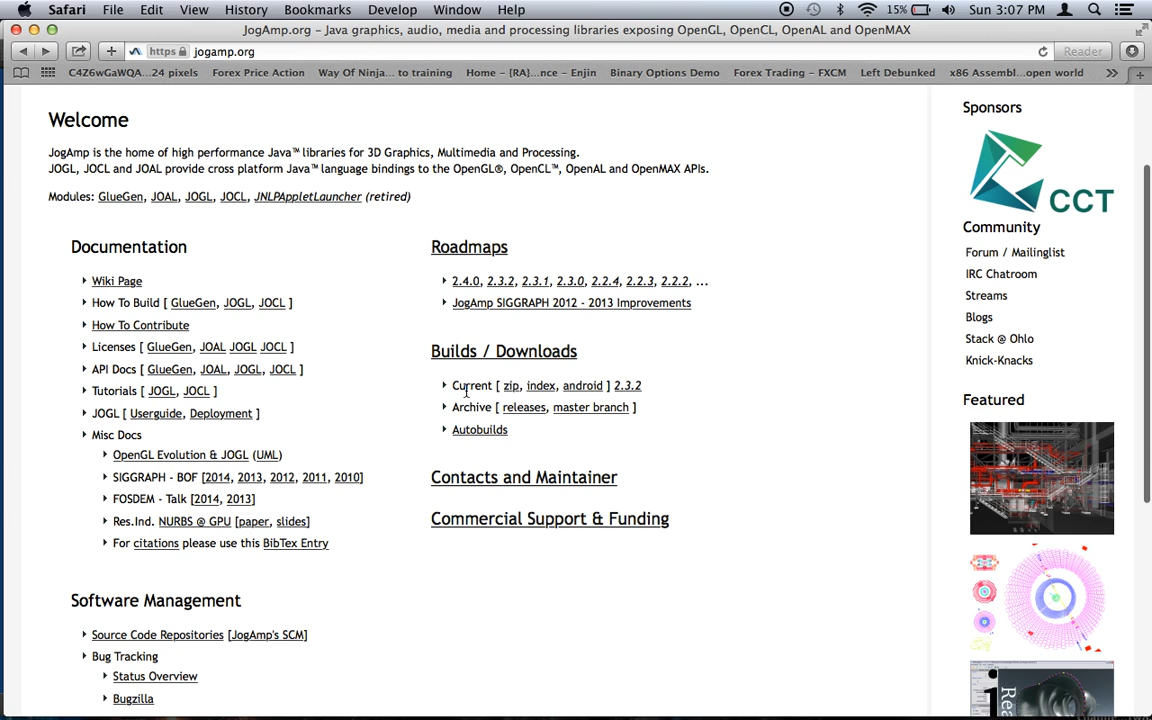 Safari File Edit View History Bookmarks Develop Window Help 15% Sun 3:07 PM
JogAmp.org – Java graphics, audio, media and processing libraries exposing OpenGL, OpenCL, OpenAL and OpenMAX
https jogamp.org Reader
C4Z6wGaWQA...24 pixels Forex Price Action Way Of Ninja... to training Home – {RA}...nce – Enjin Binary Options Demo Forex Trading – FXCM Left Debunked x86 Assembl...open world
Welcome
JogAmp is the home of high performance Java™ libraries for 3D Graphics, Multimedia and Processing.
JOGL, JOCL and JOAL provide cross platform Java™ language bindings to the OpenGL®, OpenCL™, OpenAL and OpenMAX APIs.
Modules: GlueGen, JOAL, JOGL, JOCL, JNLPAppletLauncher (retired)
Documentation
Wiki Page
How To Build [ GlueGen, JOGL, JOCL ]
How To Contribute
Licenses [ GlueGen, JOAL JOGL JOCL ]
API Docs [ GlueGen, JOAL, JOGL, JOCL ]
Tutorials [ JOGL, JOCL ]
JOGL [ Userguide, Deployment ]
Misc Docs
OpenGL Evolution & JOGL (UML)
SIGGRAPH - BOF [2014, 2013, 2012, 2011, 2010]
FOSDEM - Talk [2014, 2013]
Res.Ind. NURBS @ GPU [paper, slides]
For citations please use this BibTex Entry
Software Management
Source Code Repositories [JogAmp's SCM]
Bug Tracking
Status Overview
Bugzilla
Roadmaps
2.4.0, 2.3.2, 2.3.1, 2.3.0, 2.2.4, 2.2.3, 2.2.2, ...
JogAmp SIGGRAPH 2012 - 2013 Improvements
Builds / Downloads
Current [ zip, index, android ] 2.3.2
Archive [ releases, master branch ]
Autobuilds
Contacts and Maintainer
Commercial Support & Funding
Sponsors
CCT
Community
Forum / Mailinglist
IRC Chatroom
Streams
Blogs
Stack @ Ohlo
Knick-Knacks
Featured